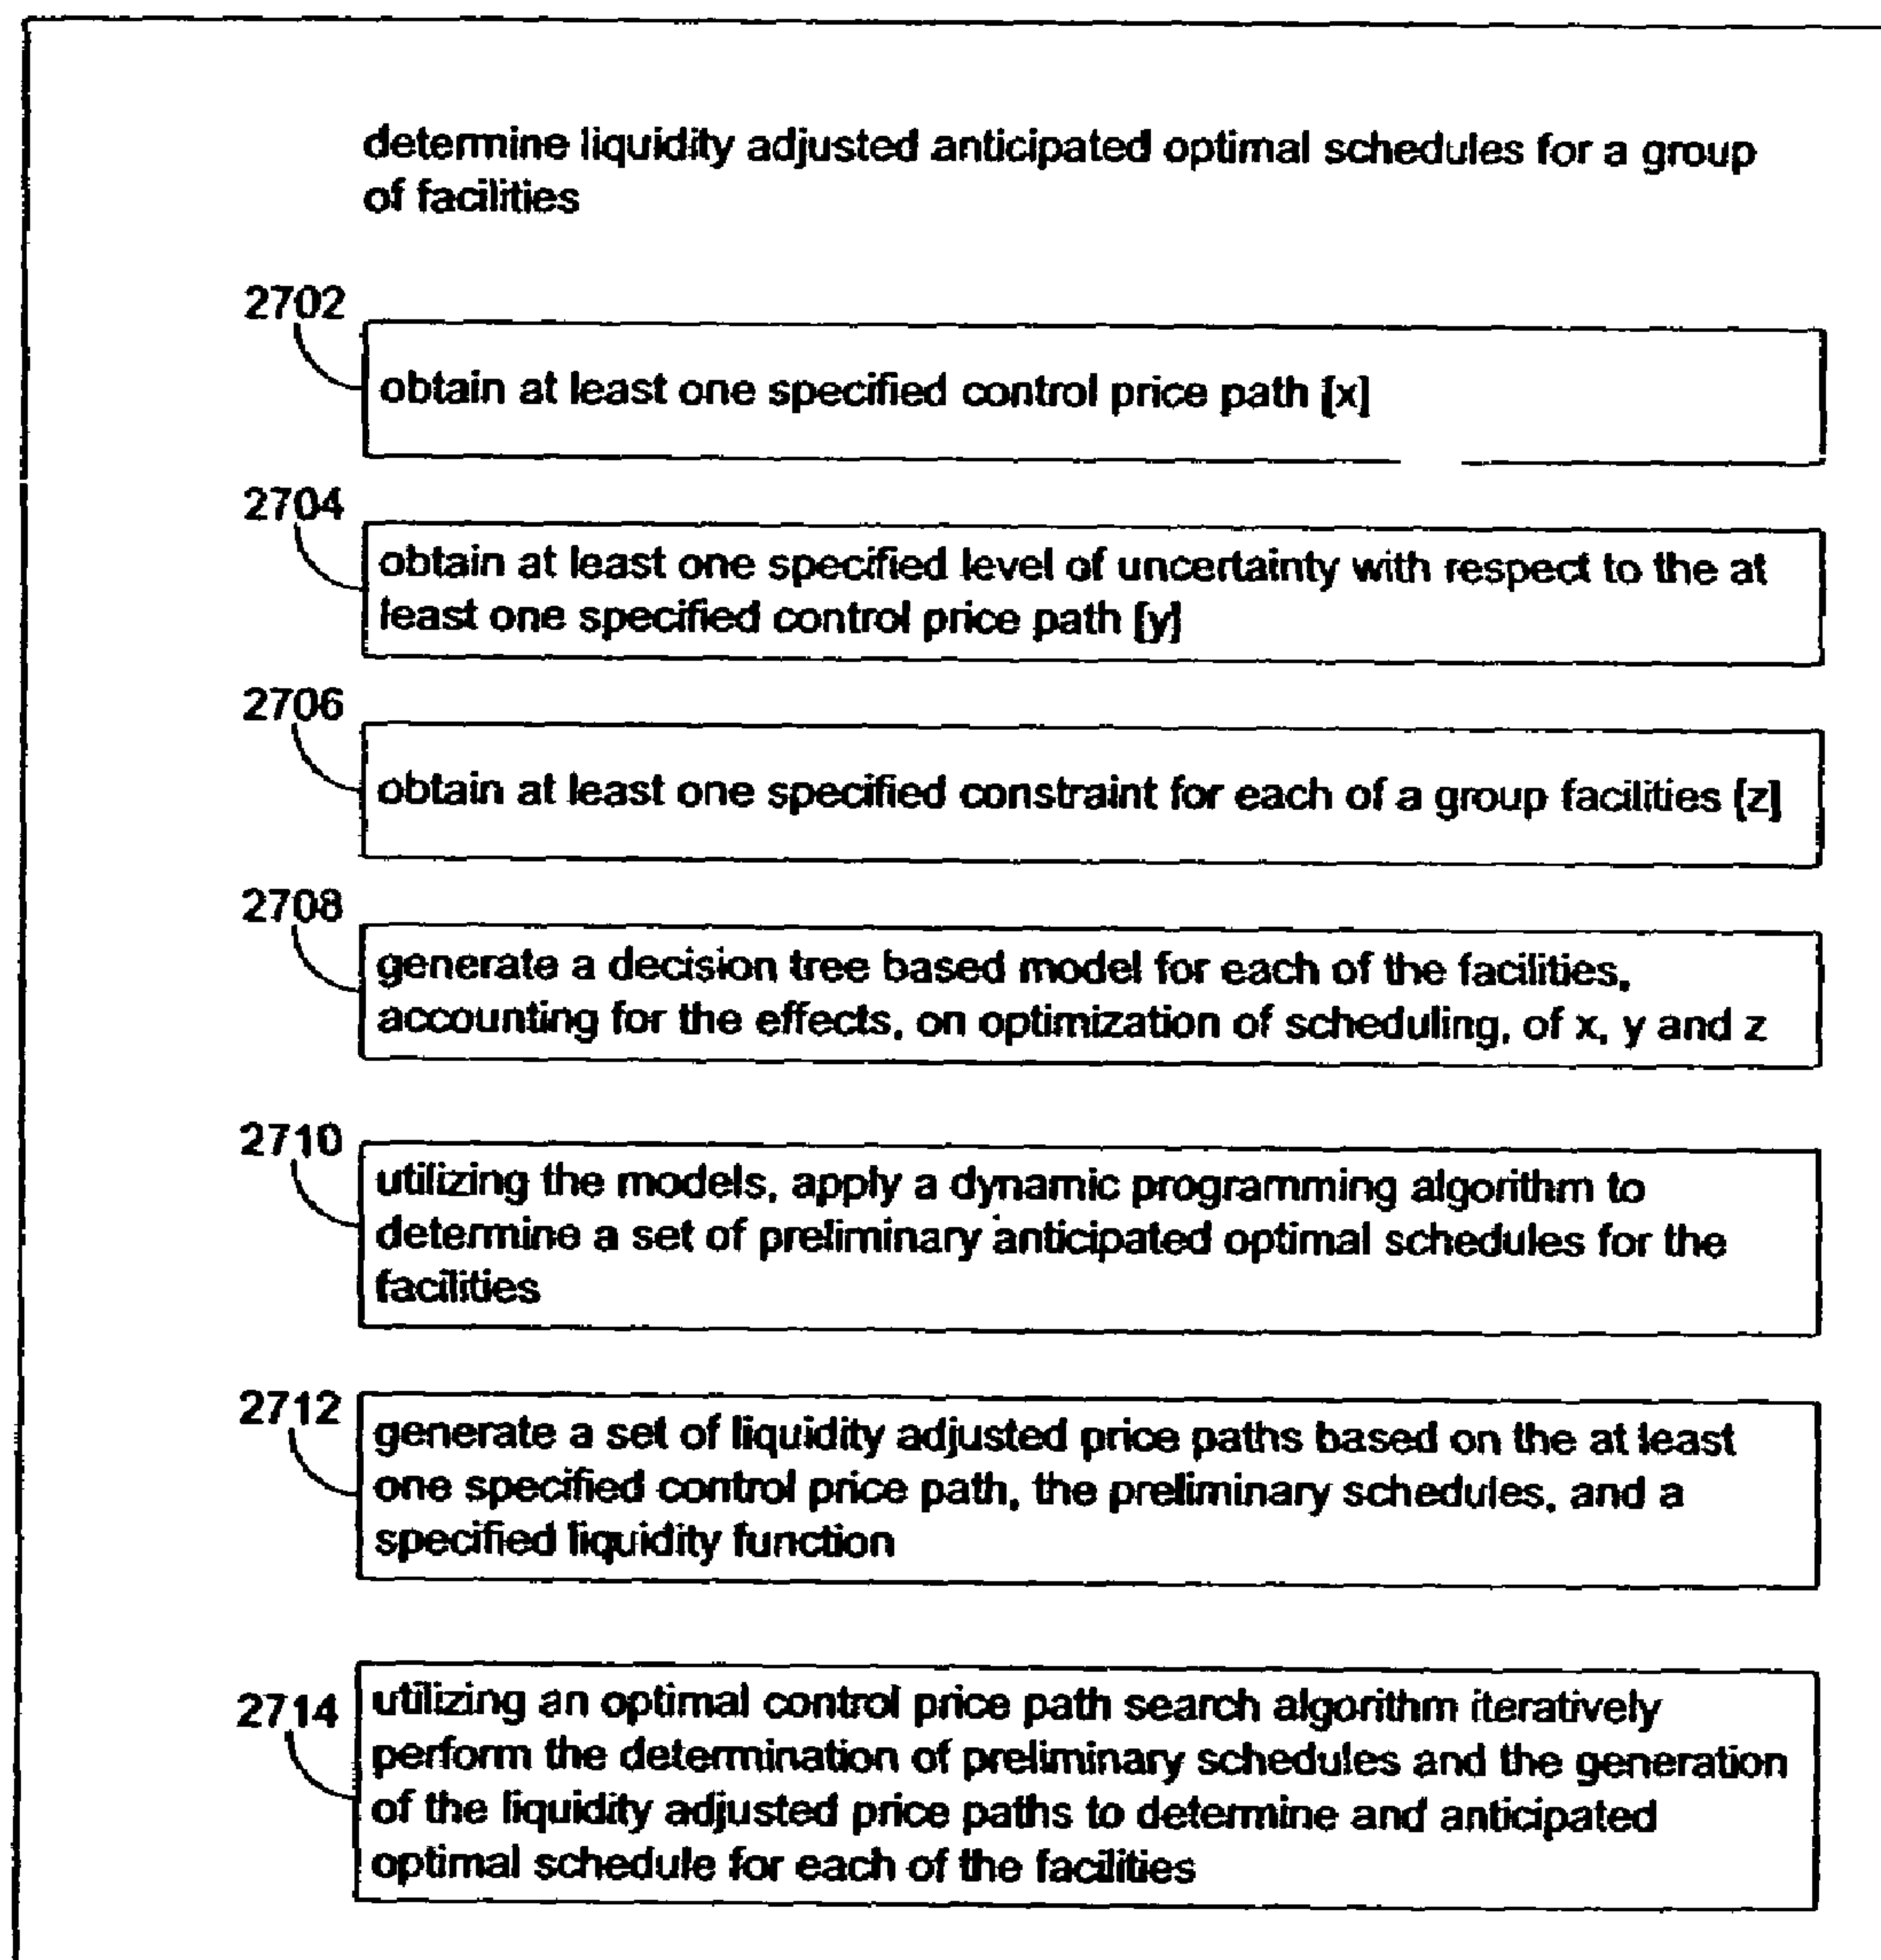 determine liquidity adjusted anticipated optimal schedules for a group
of facilities
2702
obtain at least one specified control price path [x]
2704
obtain at least one specified level of uncertainty with respect to the at
least one specified control price path [y]
2706
obtain at least one specified constraint for each of a group facilities [z]
2708
generate a decision tree based model for each of the facilities,
accounting for the effects, on optimization of scheduling, of x, y and z
2710
utilizing the models, apply a dynamic programming algorithm to
determine a set of preliminary anticipated optimal schedules for the
facilities
2712
generate a set of liquidity adjusted price paths based on the at least
one specified control price path, the preliminary schedules, and a
specified liquidity function
2714
utilizing an optimal control price path search algorithm iteratively
perform the determination of preliminary schedules and the generation
of the liquidity adjusted price paths to determine and anticipated
optimal schedule for each of the facilities